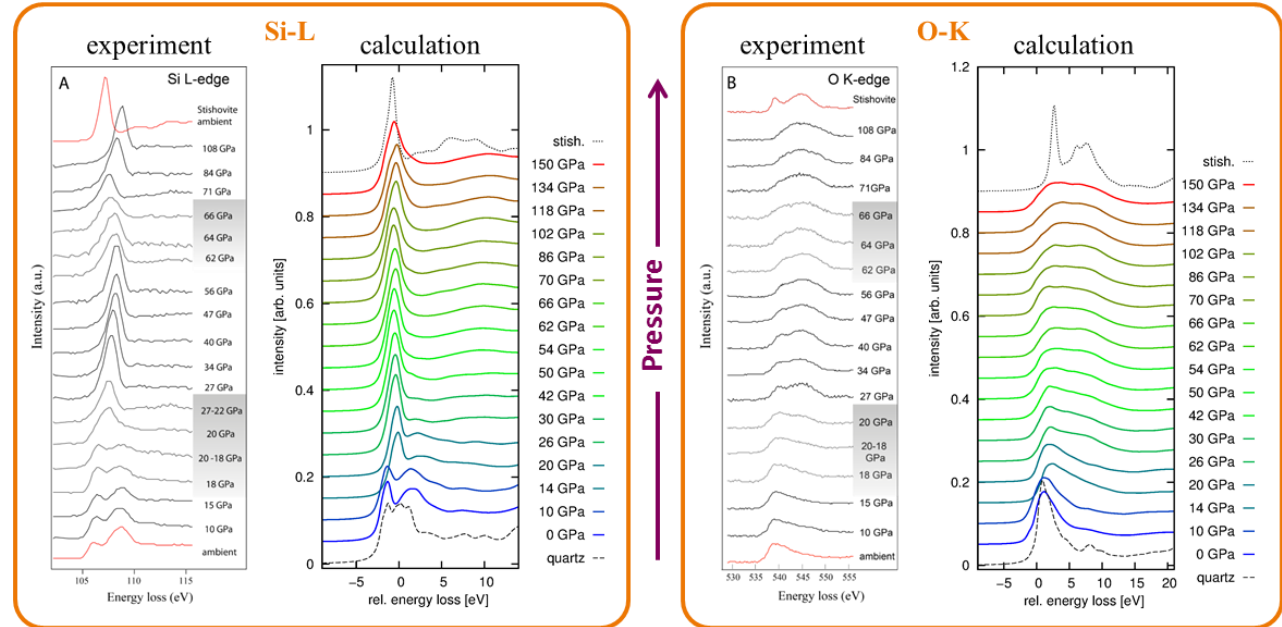 Si-L
experiment
calculation
A
Si L-edge
Stishovite
ambient
108 GPa
84 GPa
71 GPa
66 GPa
64 GPa
62 GPa
56 GPa
47 GPa
40 GPa
34 GPa
27 GPa
27-22 GPa
20 GPa
20 -18 GPa
18 GPa
15 GPa
10 GPa
ambient
105
110
115
Energy loss (eV)
Intensity (a.u.)
1
0.8
0.6
0.4
0.2
0
intensity [arb. units]
-5
0
5
10
rel. energy loss [eV]
stish.
150 GPa
134 GPa
118 GPa
102 GPa
86 GPa
70 GPa
66 GPa
62 GPa
54 GPa
50 GPa
42 GPa
30 GPa
26 GPa
20 GPa
14 GPa
10 GPa
0 GPa
quartz
Pressure
O-K
experiment
calculation
B
O K-edge
Stishovite
108 GPa
84 GPa
71GPa
66 GPa
64 GPa
62 GPa
56 GPa
47 GPa
40 GPa
34 GPa
27 GPa
20 GPa
20-18
GPa
18 GPa
15 GPa
10 GPa
ambient
530
535
540
545
550
555
Energy loss (eV)
Intensity (a.u.)
1.2
1
0.8
0.6
0.4
0.2
0
intensity [arb. units]
-5
0
5
10
15
20
rel. energy loss [eV]
stish.
150 GPa
134 GPa
118 GPa
102 GPa
86 GPa
70 GPa
66 GPa
62 GPa
54 GPa
50 GPa
42 GPa
30 GPa
26 GPa
20 GPa
14 GPa
10 GPa
0 GPa
quartz